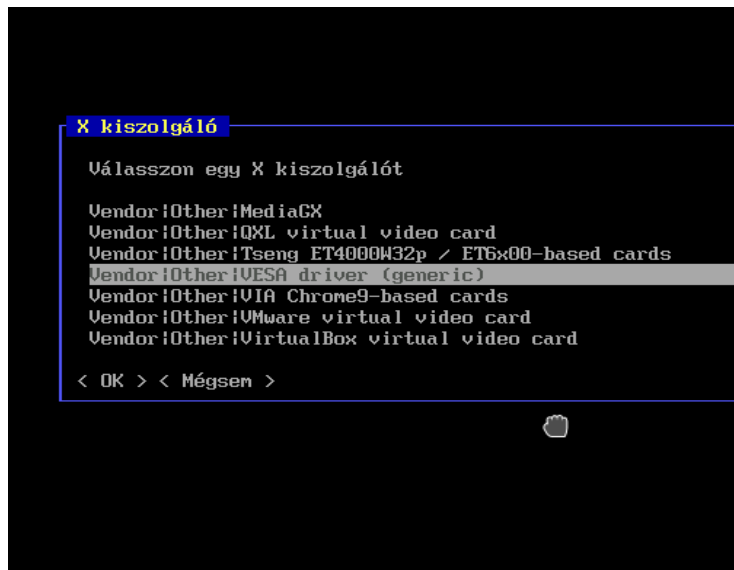 X kiszolgáló
Válasszon egy X kiszolgálót
Vendor|Other|MediaGX
Vendor|Other|QXL virtual video card
Vendor|Other|Tseng ET4000W32p / ET6x00-based cards
Vendor|Other|VESA driver (generic)
Vendor|Other|VIA Chrome9-based cards
Vendor|Other|VMware virtual video card
Vendor|Other|VirtualBox virtual video card
< OK > < Mégsem >